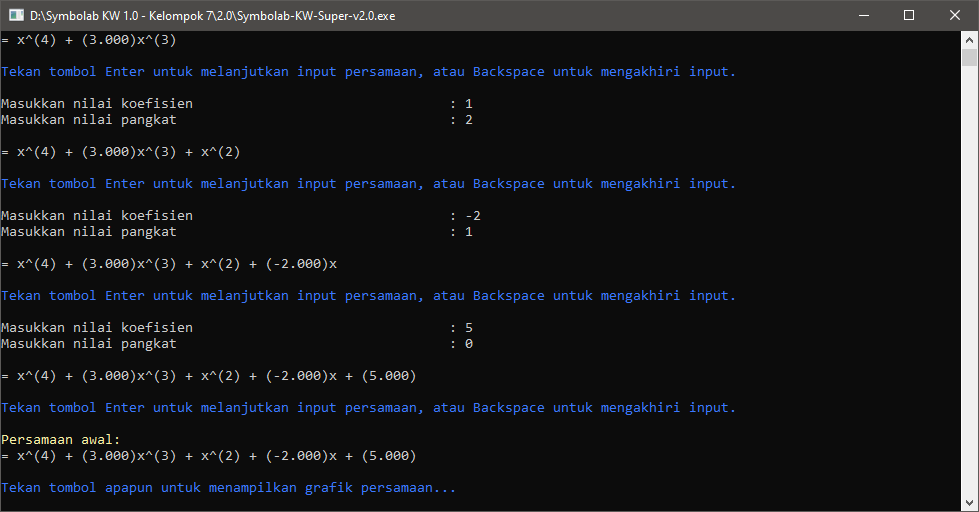 D:\Symbolab KW 1.0 - Kelompok 7\2.0\Symbolab-KW-Super-v2.0.exe
= x^(4) + (3.000)x^(3)
Tekan tombol Enter untuk melanjutkan input persamaan, atau Backspace untuk mengakhiri input.
Masukkan nilai koefisien : 1
Masukkan nilai pangkat : 2
= x^(4) + (3.000)x^(3) + x^(2)
Tekan tombol Enter untuk melanjutkan input persamaan, atau Backspace untuk mengakhiri input.
Masukkan nilai koefisien : -2
Masukkan nilai pangkat : 1
= x^(4) + (3.000)x^(3) + x^(2) + (-2.000)x
Tekan tombol Enter untuk melanjutkan input persamaan, atau Backspace untuk mengakhiri input.
Masukkan nilai koefisien : 5
Masukkan nilai pangkat : 0
= x^(4) + (3.000)x^(3) + x^(2) + (-2.000)x + (5.000)
Tekan tombol Enter untuk melanjutkan input persamaan, atau Backspace untuk mengakhiri input.
Persamaan awal:
= x^(4) + (3.000)x^(3) + x^(2) + (-2.000)x + (5.000)
Tekan tombol apapun untuk menampilkan grafik persamaan...